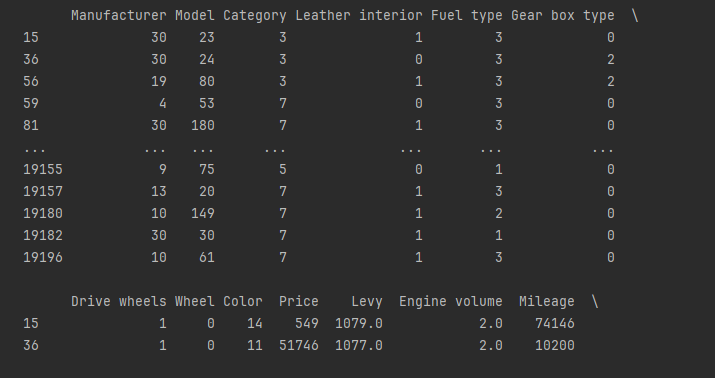 Manufacturer Model Category Leather interior Fuel type Gear box type \
15 30 23 3 1 3 0
36 30 24 3 0 3 2
56 19 80 3 1 3 2
59 4 53 7 0 3 0
81 30 180 7 1 3 0
... ... ... ... ... ... ...
19155 9 75 5 0 1 0
19157 13 20 7 1 3 0
19180 10 149 7 1 2 0
19182 30 30 7 1 1 0
19196 10 61 7 1 3 0
Drive wheels Wheel Color Price Levy Engine volume Mileage \
15 1 0 14 549 1079.0 2.0 74146
36 1 0 11 51746 1077.0 2.0 10200